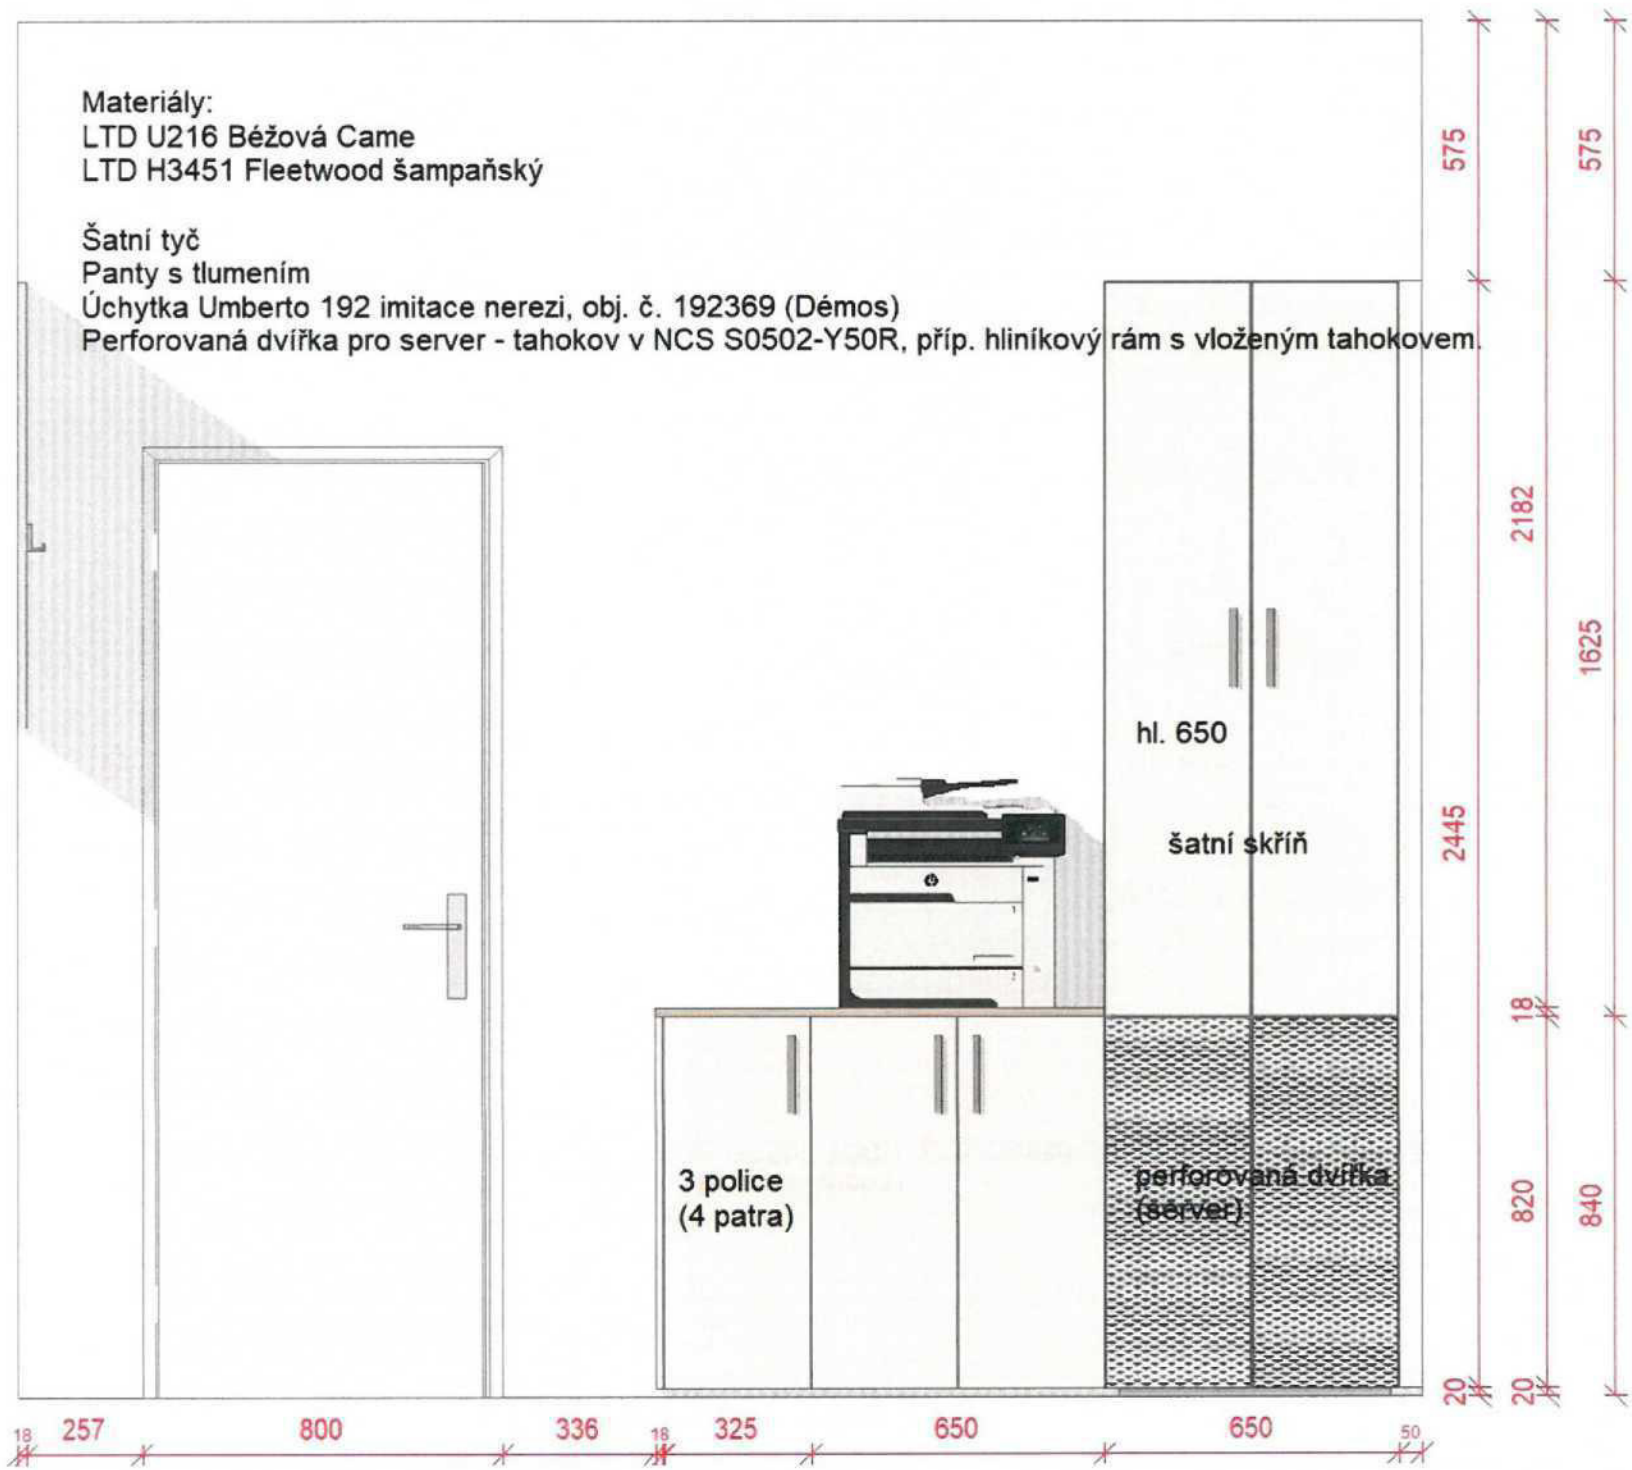 Materiály:
LTD U216 Béžová Came
LTD H3451 Fleetwood šampaňský
Šatní tyč
Panty s tlumením
Úchytka Umberto 192 imitace nerezi, obj. č. 192369 (Démos)
Perforovaná dvířka pro server - tahokov v NCS S0502-Y50R, příp. hliníkový rám s vloženým tahokovem.
hl. 650
šatní skříň
hp
1
2
3 police
(4 patra)
perforovaná dvířka
(server)
575
2445
20
2182
18
820
20
575
1625
840
18
257
800
336
18
325
650
650
50